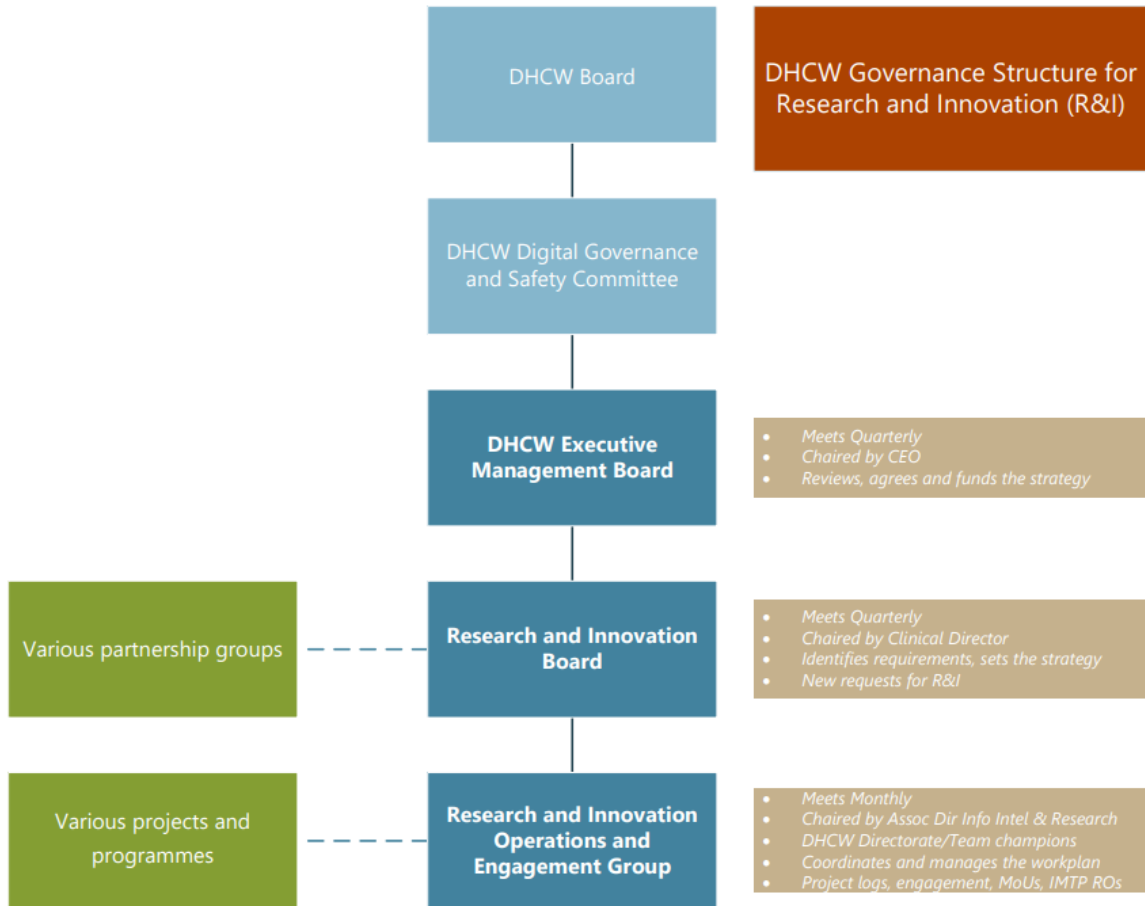 DHCW Board
DHCW Governance Structure for
Research and Innovation (R&I)
DHCW Digital Governance
and Safety Committee
DHCW Executive
Management Board
• Meets Quarterly
• Chaired by CEO
• Reviews, agrees and funds the strategy
Various partnership groups
Research and Innovation
Board
• Meets Quarterly
• Chaired by Clinical Director
• Identifies requirements, sets the strategy
• New requests for R&I
Various projects and
programmes
Research and Innovation
Operations and
Engagement Group
• Meets Monthly
• Chaired by Assoc Dir Info Intel & Research
• DHCW Directorate/Team champions
• Coordinates and manages the workplan
• Project logs, engagement, MoUs, IMTP ROs